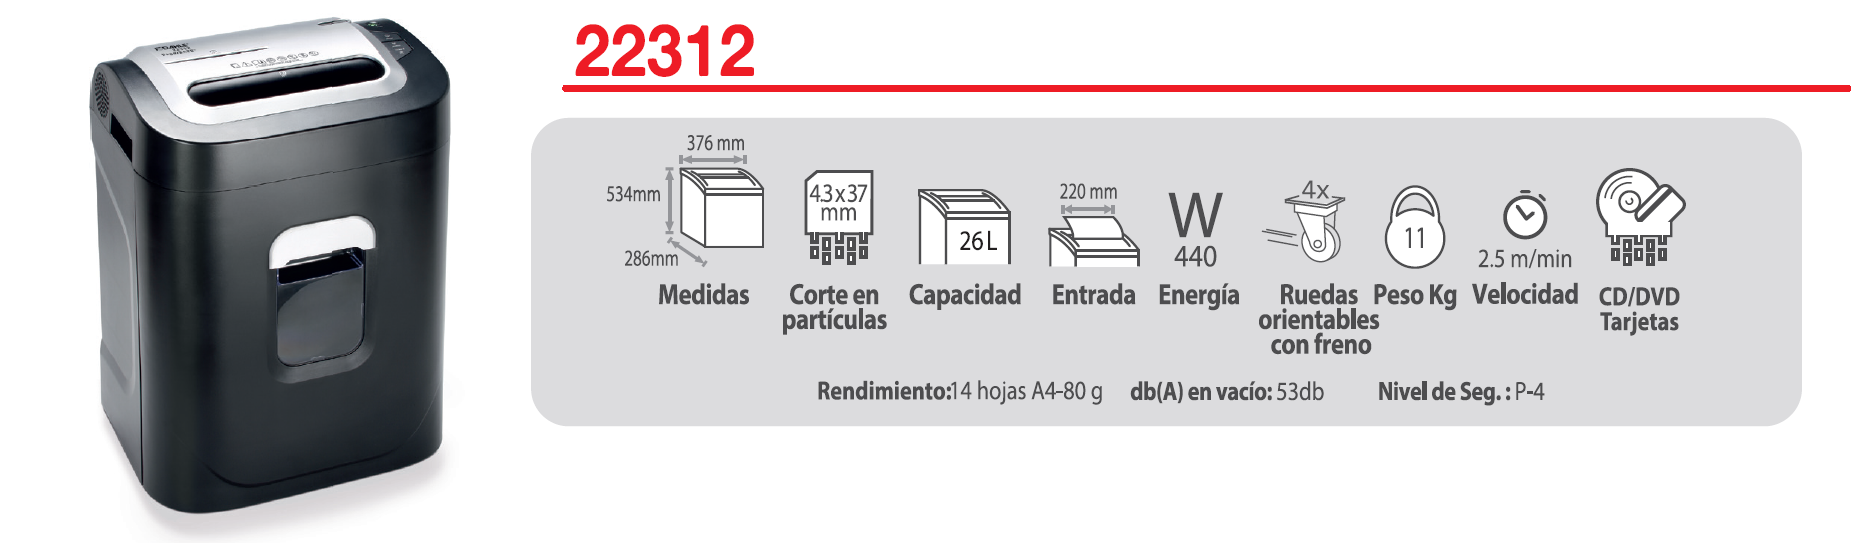 22312
376 mm
534mm
286mm
Medidas
4.3 x 37
mm
Corte en
partículas
26 L
Capacidad
220 mm
Entrada
W
440
Energía
4x
Ruedas
orientables
con freno
11
Peso Kg
2.5 m/min
Velocidad
CD/DVD
Tarjetas
Rendimiento:14 hojas A4-80 g db(A) en vacío: 53db Nivel de Seg. : P-4